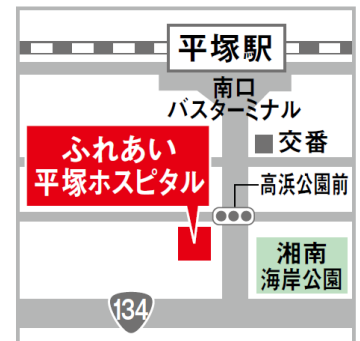 平塚駅
南口
バスターミナル
交番
ふれあい
平塚ホスピタル
高浜公園前
湘南
海岸公園
134